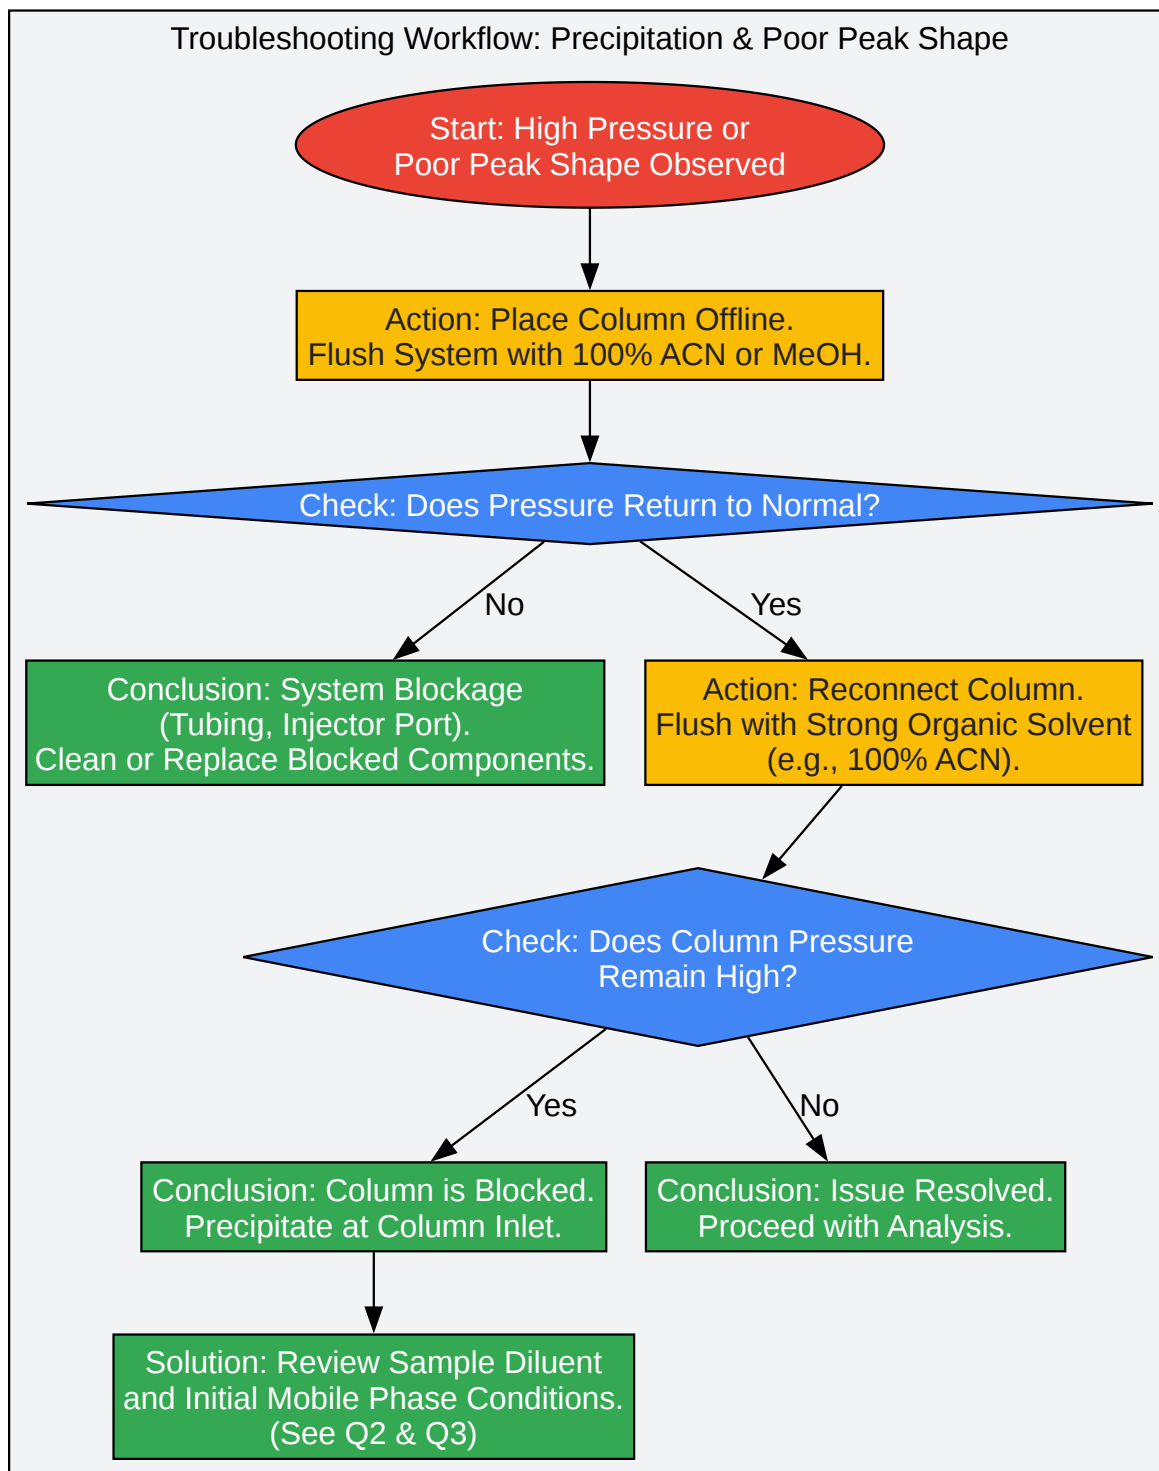 Troubleshooting Workflow: Precipitation & Poor Peak Shape
Start: High Pressure or
Poor Peak Shape Observed
Action: Place Column Offline.
Flush System with 100% ACN or MeOH.
Check: Does Pressure Return to Normal?
No
Yes
Conclusion: System Blockage
(Tubing, Injector Port).
Clean or Replace Blocked Components.
Action: Reconnect Column.
Flush with Strong Organic Solvent
(e.g., 100% ACN).
Check: Does Column Pressure
Remain High?
Yes
No
Conclusion: Column is Blocked.
Precipitate at Column Inlet.
Conclusion: Issue Resolved.
Proceed with Analysis.
Solution: Review Sample Diluent
and Initial Mobile Phase Conditions.
(See Q2 & Q3)